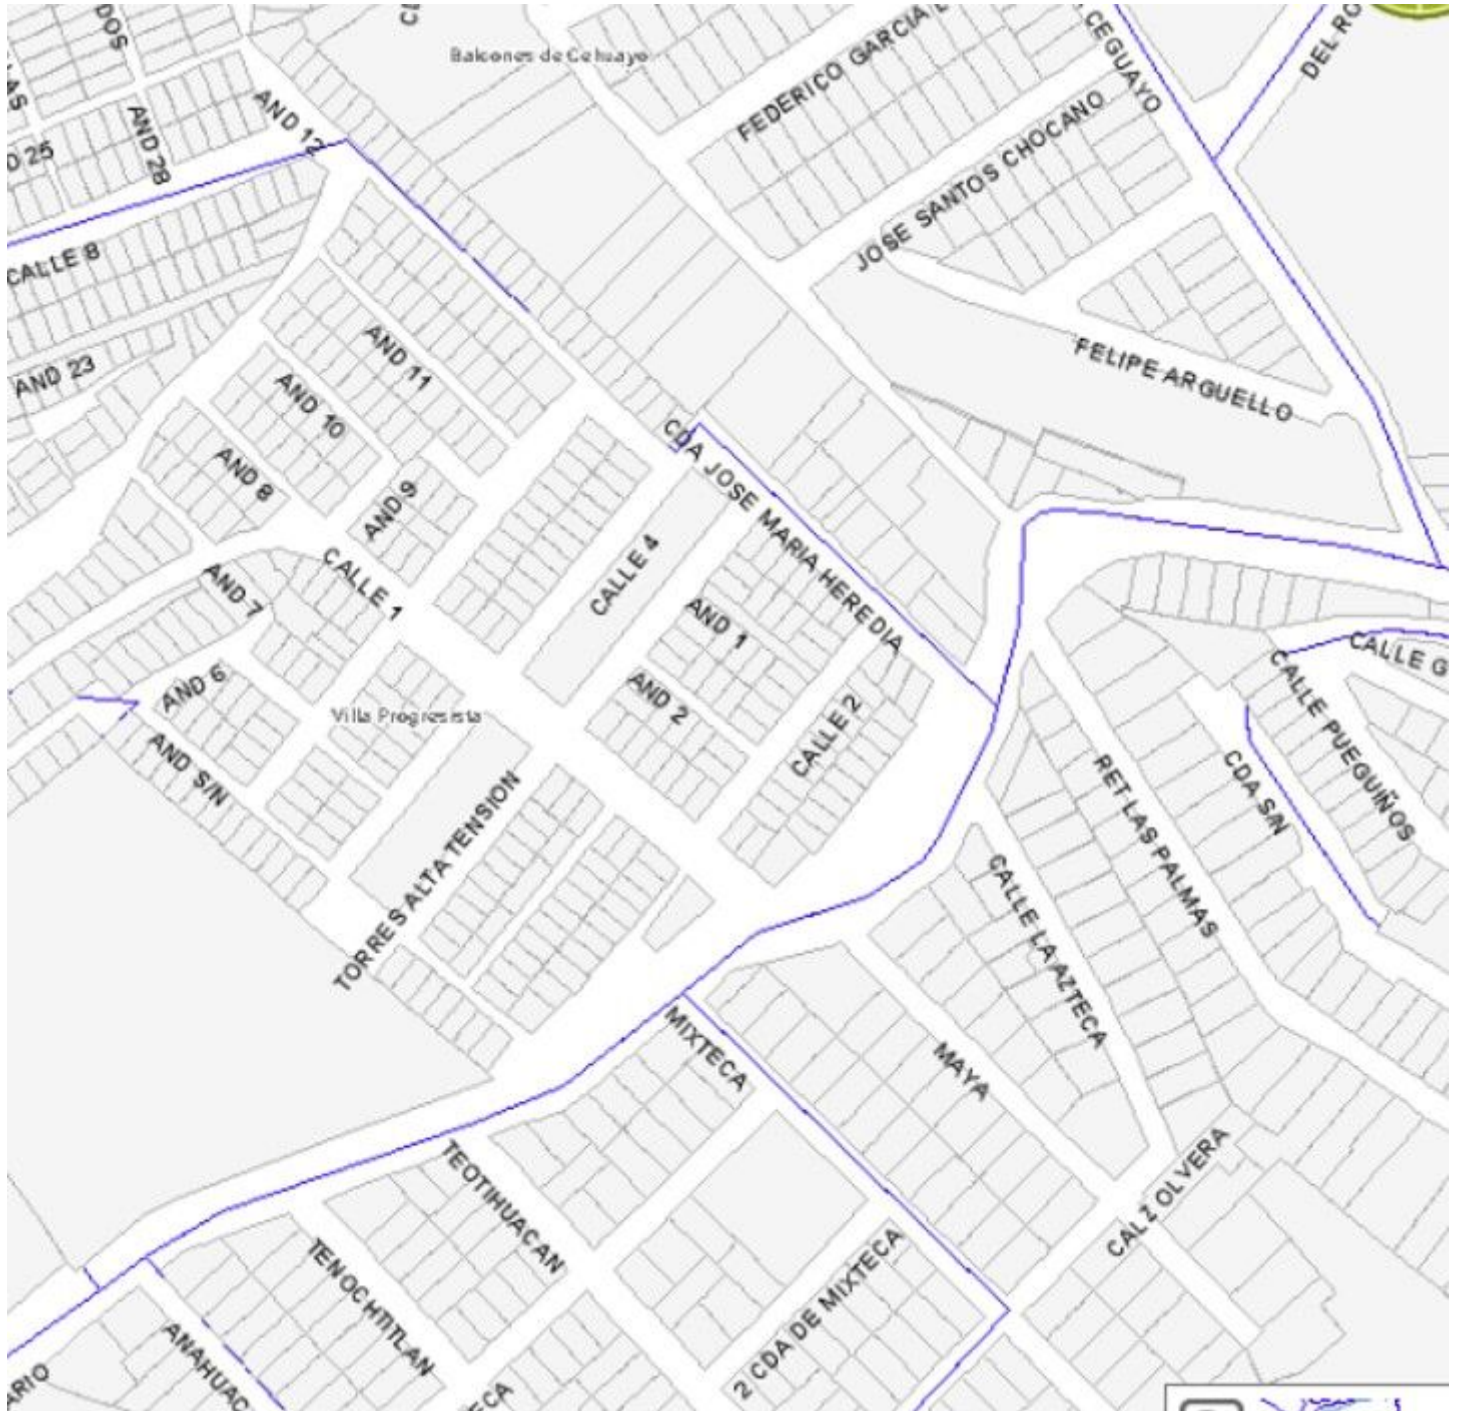 DOS
Balcones de Cehuayo
FEDERICO GARCIA L
CEGUAYO
DEL RO
AS
AND 12
AND 28
JOSE SANTOS CHOCANO
25
CALLE 8
AND 11
FELIPE ARGUELLO
AND 23
AND 10
CDA JOSE MARIA HEREDIA
AND 8
AND 9
CALLE 4
CALLE 1
AND 7
AND 1
CALLE G
AND 6
AND 2
CALLE 2
CALLE PUEGUIÑOS
Villa Progresista
AND S/N
RET LAS PALMAS
CDA S/N
TORRES ALTA TENSION
CALLE LA AZTECA
MIXTECA
MAYA
TEOTIHUACAN
CALZ OLVERA
TENOCHTITLAN
2 CDA DE MIXTECA
ANAHUAC
ARIO
ECA